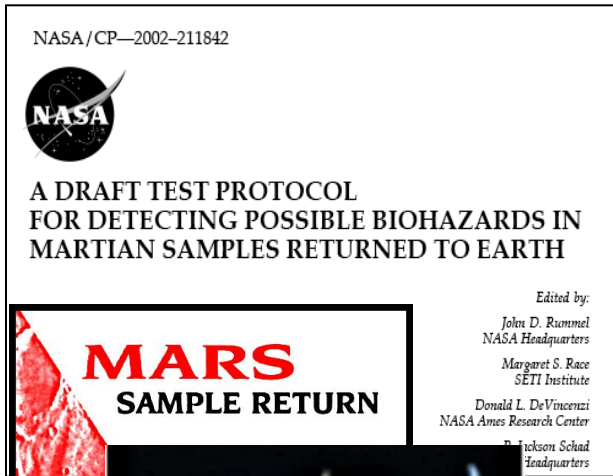 NASA/CP—2002–211842
NASA
A DRAFT TEST PROTOCOL
FOR DETECTING POSSIBLE BIOHAZARDS IN
MARTIAN SAMPLES RETURNED TO EARTH
Edited by:
John D. Rummel
NASA Headquarters
Margaret S. Race
SETI Institute
Donald L. DeVincenzi
NASA Ames Research Center
Schad
Headquarters
MARS
SAMPLE RETURN